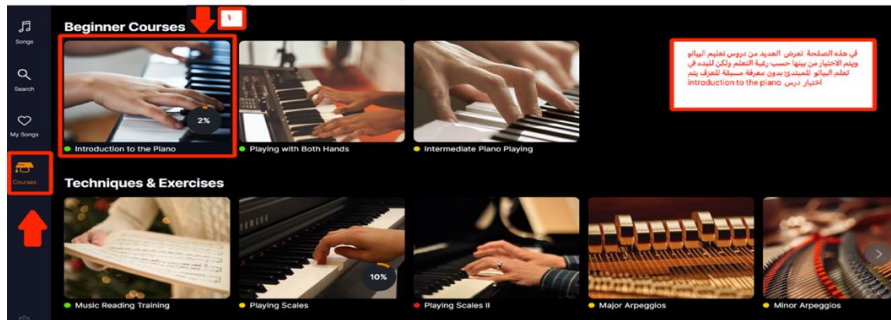 Songs
Search
My Songs
Courses
Beginner Courses
١
في هذه الصفحة تعرض العديد من دروس تعليم البيانو
ويتم الاختيار من بينها حسب رغبة التعلم ولكن للبدء في
تعلم البيانو للمبتدئ بدون معرفة مسبقة للعزف يتم
اختيار درس introduction to the piano
2%
Introduction to the Piano
Playing with Both Hands
Intermediate Piano Playing
Techniques & Exercises
YAMAHA
10%
Music Reading Training
Playing Scales
Playing Scales II
Major Arpeggios
Minor Arpeggios